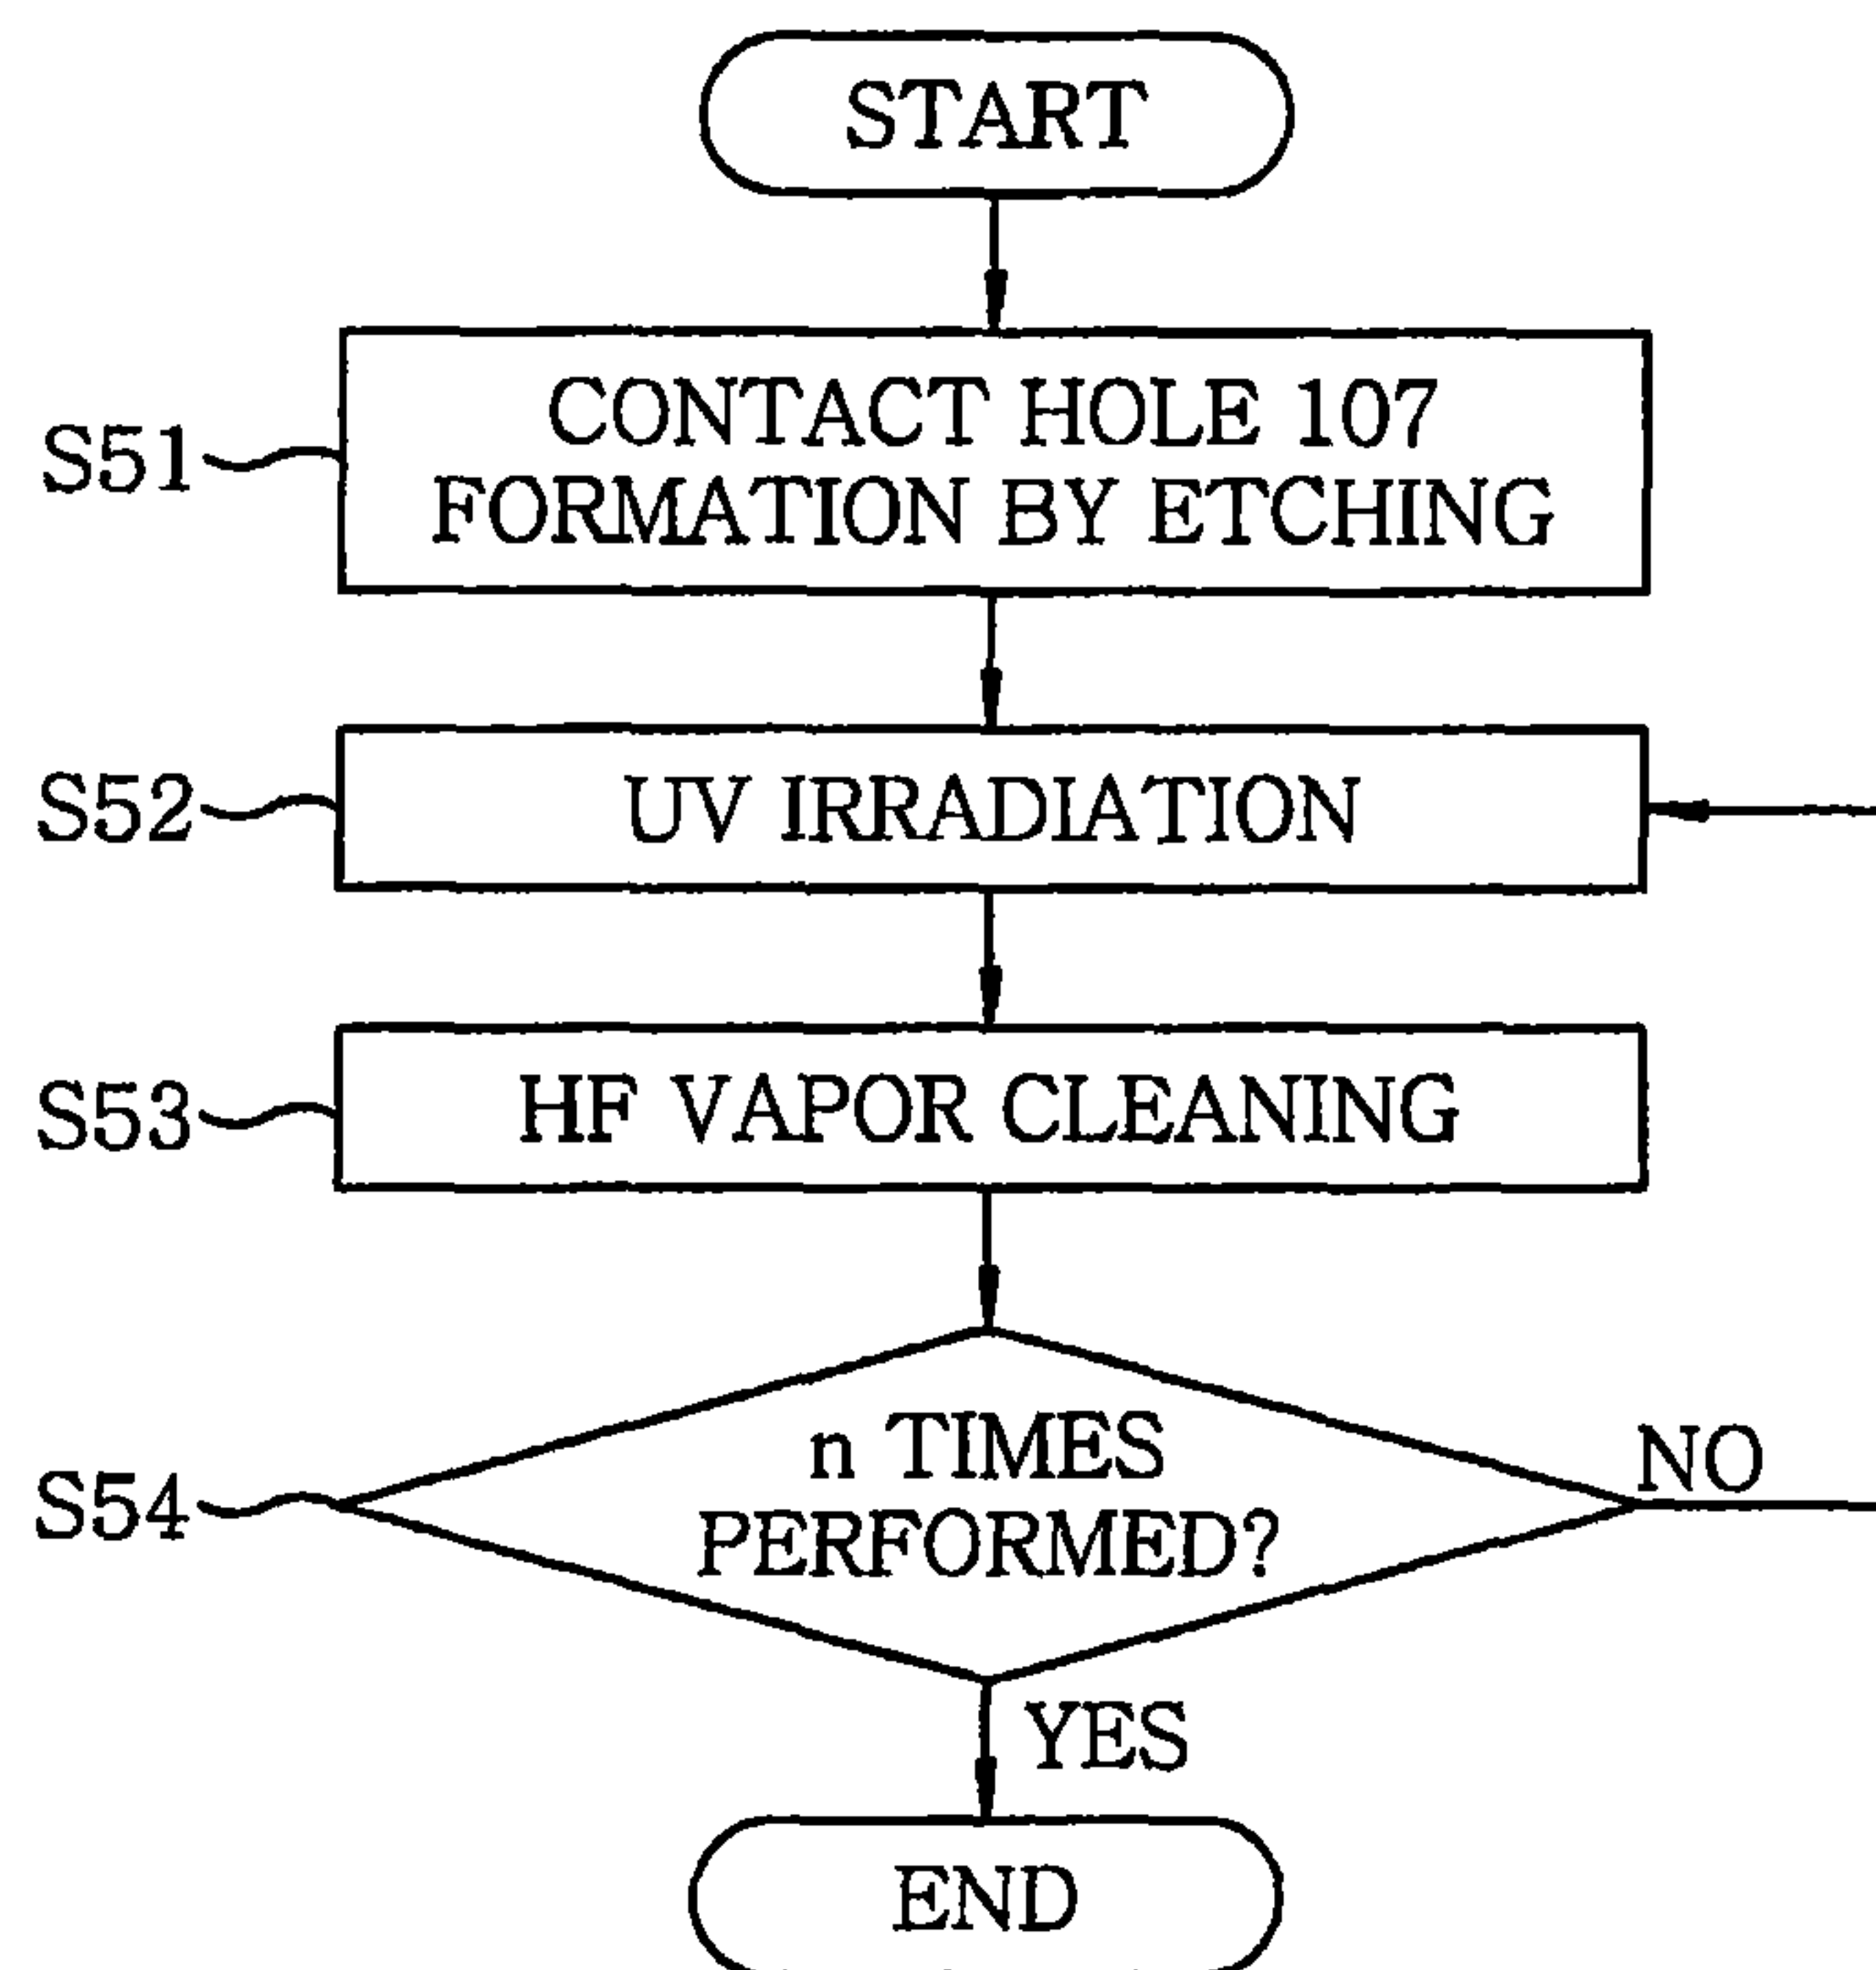 START
S51
CONTACT HOLE 107
FORMATION BY ETCHING
S52
UV IRRADIATION
S53
HF VAPOR CLEANING
S54
n TIMES
PERFORMED?
NO
YES
END